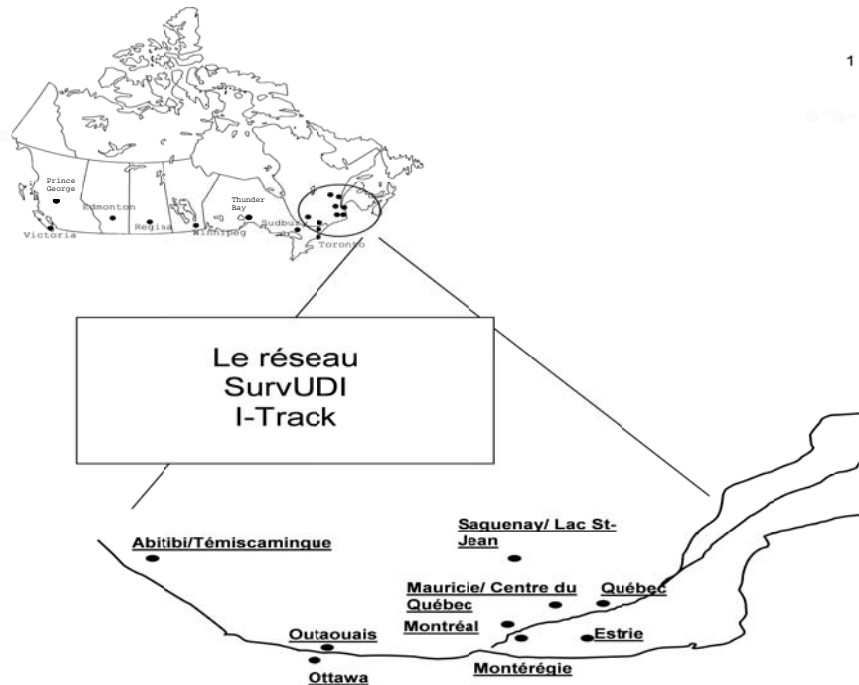 1
Prince
George
Edmonton
Thunder
Bay
Sudbury
Victoria
Regina
Winnipeg
Toronto
Le réseau
SurvUDI
I-Track
Saguenay/ Lac St-
Jean
Abitibi/Témiscamingue
Mauricie/ Centre du
Québec
Québec
Montréal
Estrie
Outaouais
Montérégie
Ottawa